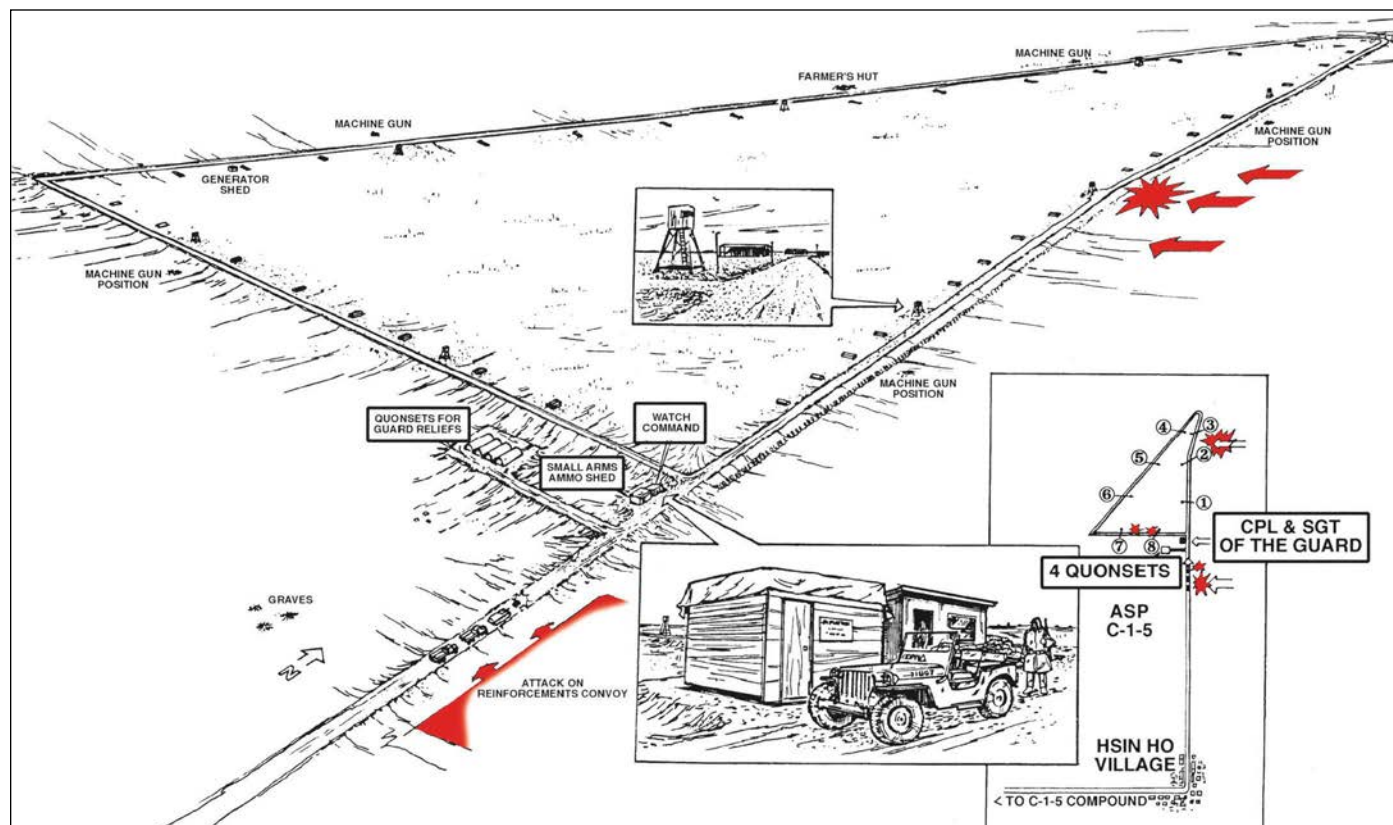 MACHINE GUN
FARMER'S HUT
MACHINE GUN
MACHINE GUN
POSITION
GENERATOR
SHED
MACHINE GUN
POSITION
MACHINE GUN
POSITION
QUONSETS FOR
GUARD RELIEFS
WATCH
COMMAND
SMALL ARMS
AMMO SHED
GRAVES
N
ATTACK ON
REINFORCEMENTS CONVOY
4
3
5
2
6
1
7
8
CPL & SGT
OF THE GUARD
4 QUONSETS
ASP
C-1-5
HSIN HO
VILLAGE
< TO C-1-5 COMPOUND